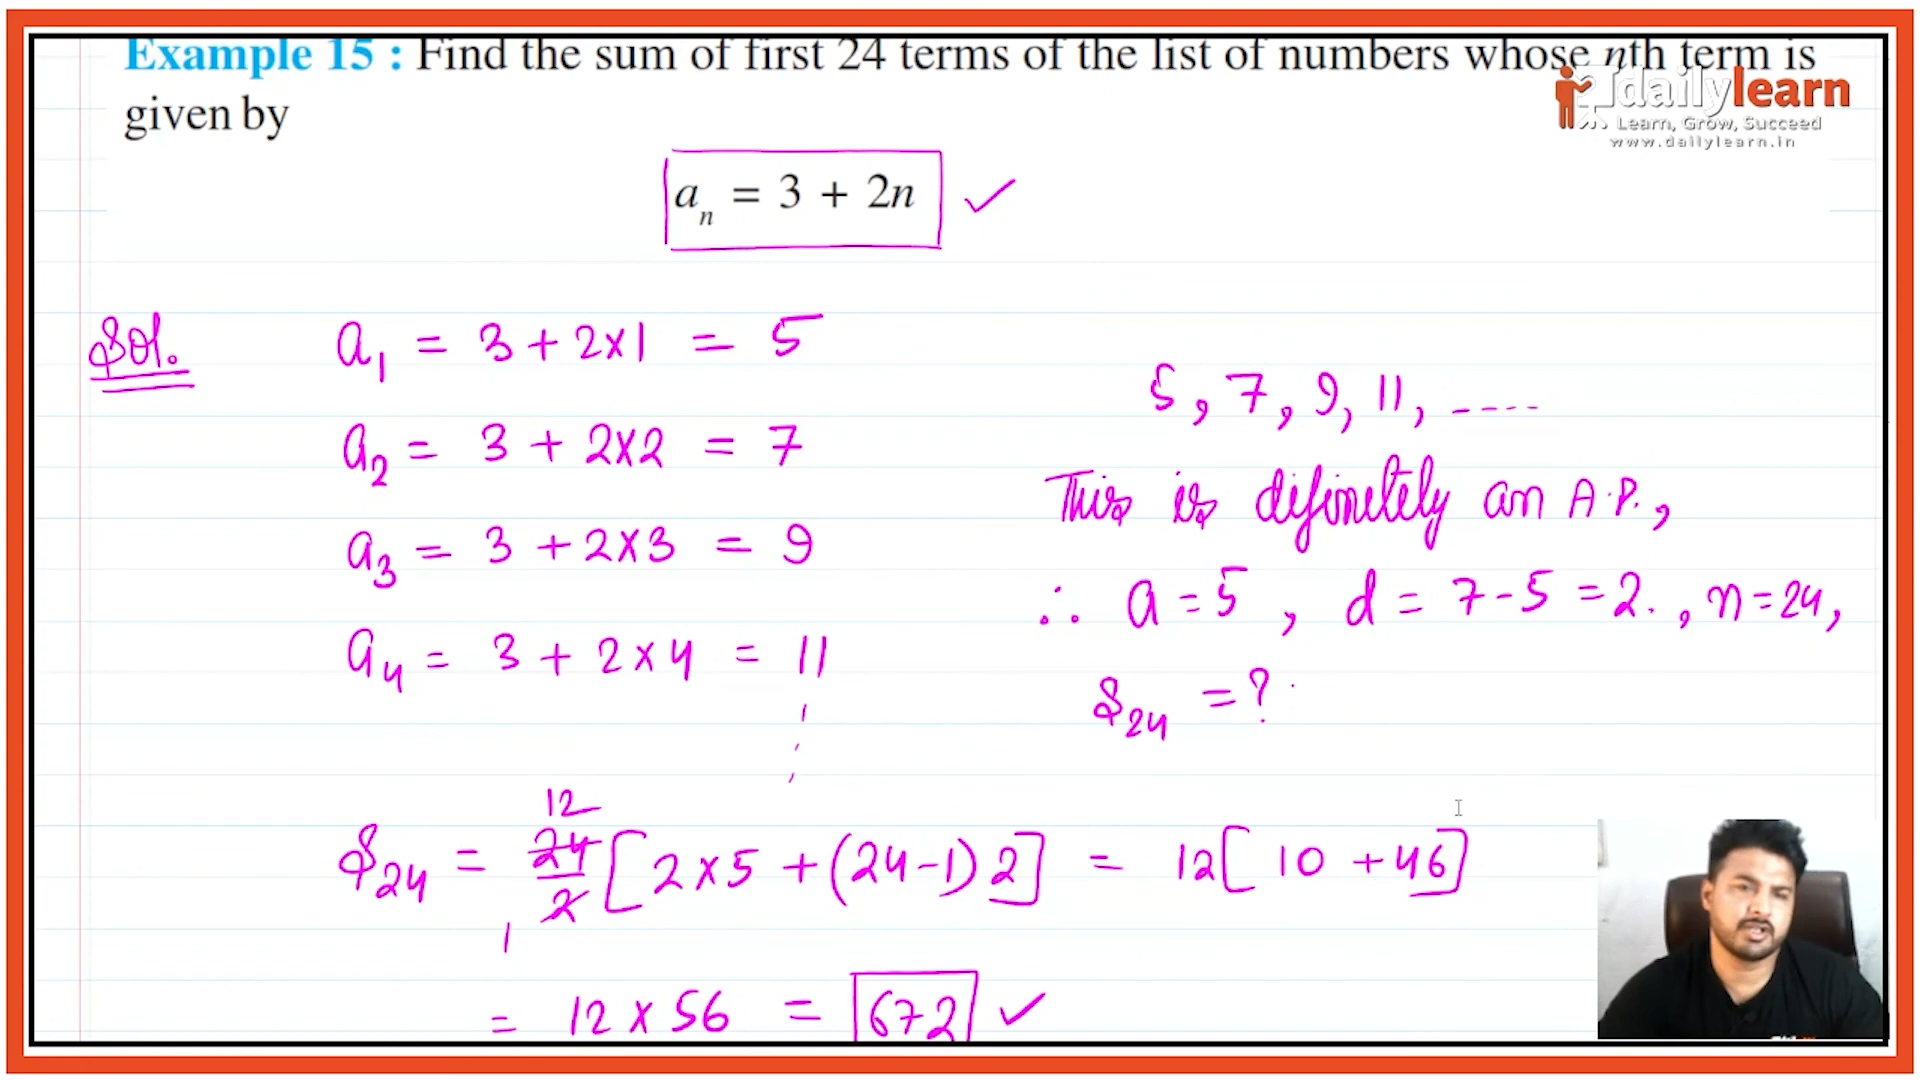 Example 15 : Find the sum of first 24 terms of the list of numbers whose nth term is
given by
dailylearn
Learn, Grow, Succeed
www.dailylearn.in
aₙ = 3 + 2n ✓
Sol.
a₁ = 3 + 2×1 = 5
a₂ = 3 + 2×2 = 7
a₃ = 3 + 2×3 = 9
a₄ = 3 + 2×4 = 11
5, 7, 9, 11, ----
This is definetely an A.P.,
∴ a = 5, d = 7 - 5 = 2. , n = 24,
S₂₄ = ?
12
S₂₄ = 24/2 [2×5 + (24-1)2] = 12[10 + 46]
1
= 12 × 56 = 672 ✓